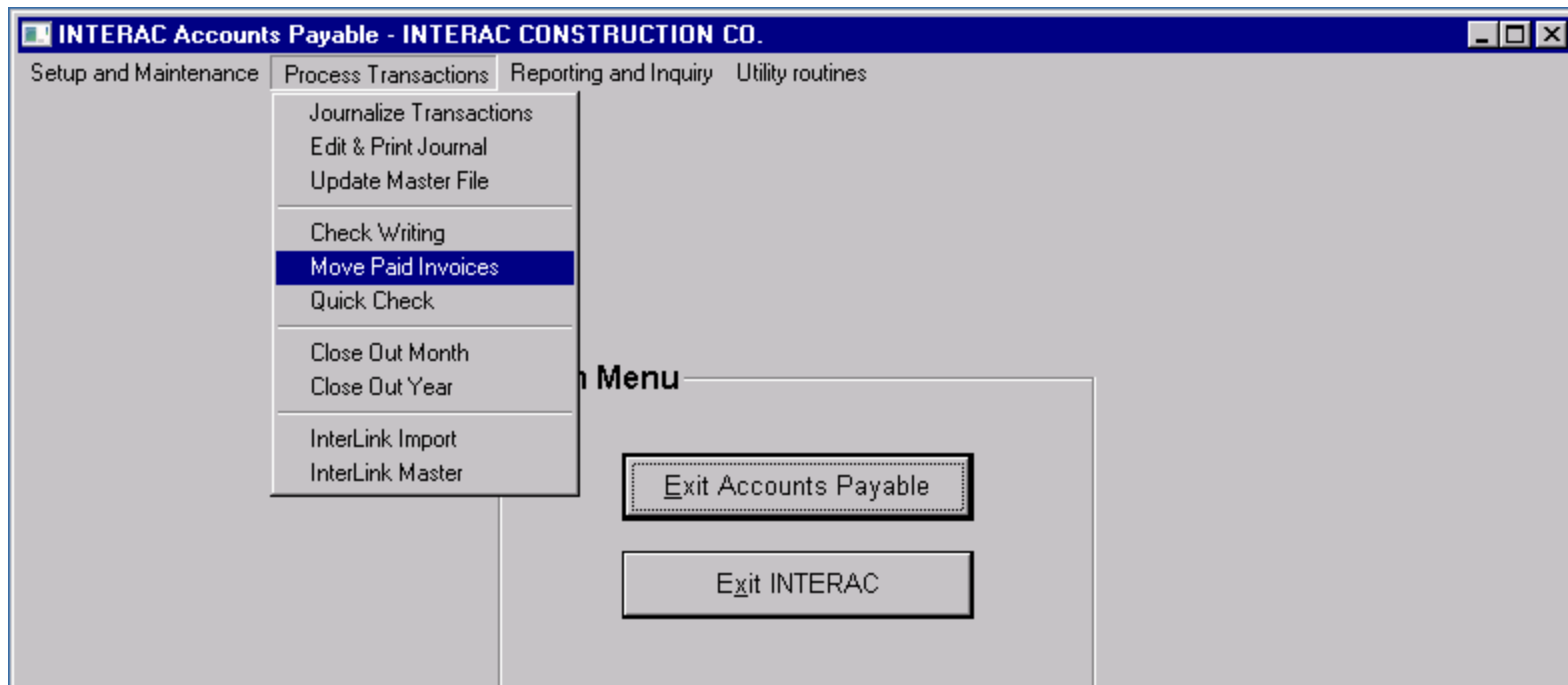 INTERAC Accounts Payable - INTERAC CONSTRUCTION CO.
Setup and Maintenance Process Transactions Reporting and Inquiry Utility routines
Journalize Transactions
Edit & Print Journal
Update Master File
Check Writing
Move Paid Invoices
Quick Check
Close Out Month
Close Out Year
InterLink Import
InterLink Master
Menu
Exit Accounts Payable
Exit INTERAC